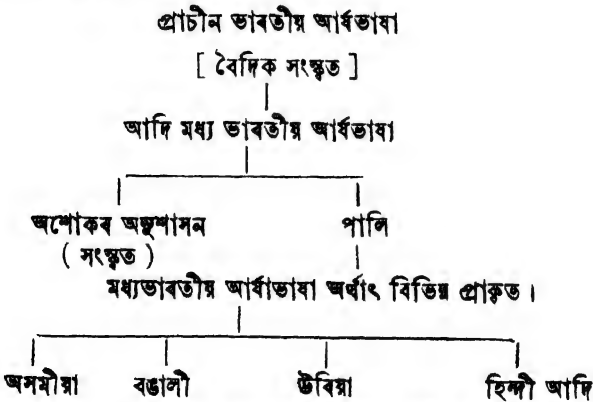 প্ৰাচীন ভাৰতীয় আৰ্যভাষা
[ বৈদিক সংস্কৃত ]
আদি মধ্য ভাৰতীয় আৰ্যভাষা
অশোকৰ অনুশাসন পালি
( সংস্কৃত )
মধ্যভাৰতীয় আৰ্যাভাষা অৰ্থাৎ বিভিন্ন প্ৰাকৃত ।
অসমীয়া বঙালী উৰিয়া হিন্দী আদি